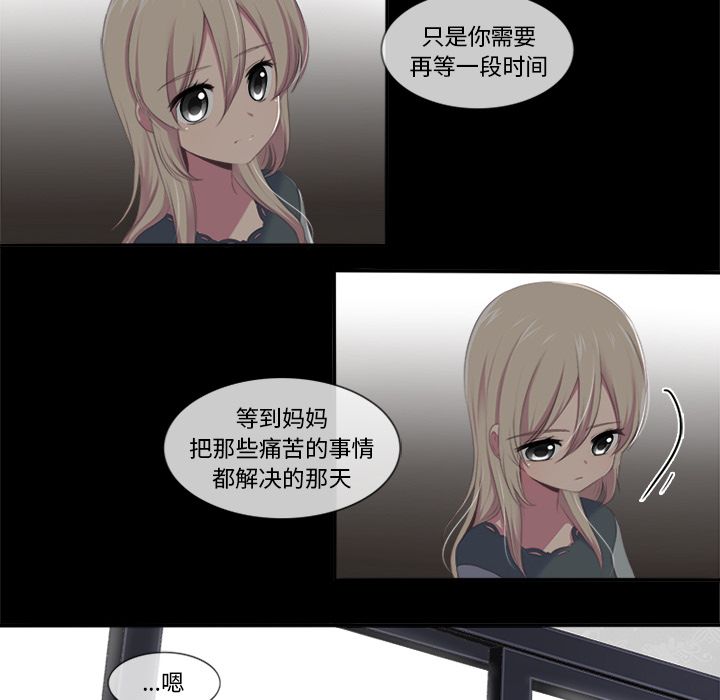 只是你需要
再等一段时间
等到妈妈
把那些痛苦的事情
都解决的那天
...嗯